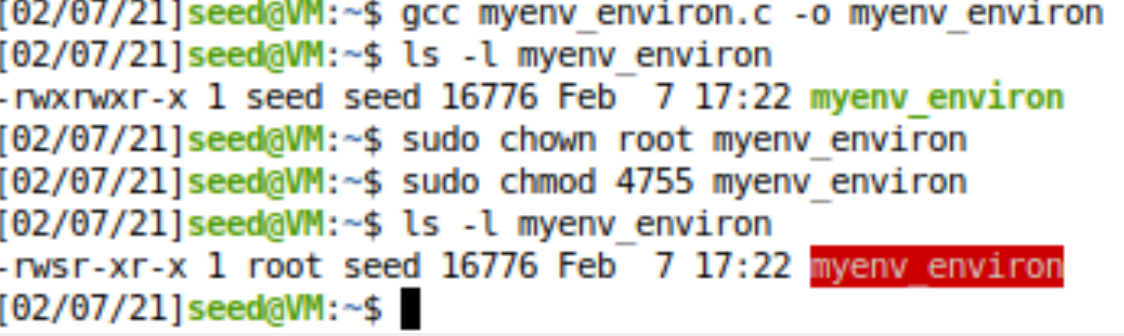 [02/07/21]seed@VM:~$ gcc myenv_environ.c -o myenv_environ
[02/07/21]seed@VM:~$ ls -l myenv_environ
-rwxrwxr-x 1 seed seed 16776 Feb  7 17:22 myenv_environ
[02/07/21]seed@VM:~$ sudo chown root myenv_environ
[02/07/21]seed@VM:~$ sudo chmod 4755 myenv_environ
[02/07/21]seed@VM:~$ ls -l myenv_environ
-rwsr-xr-x 1 root seed 16776 Feb  7 17:22 myenv_environ
[02/07/21]seed@VM:~$